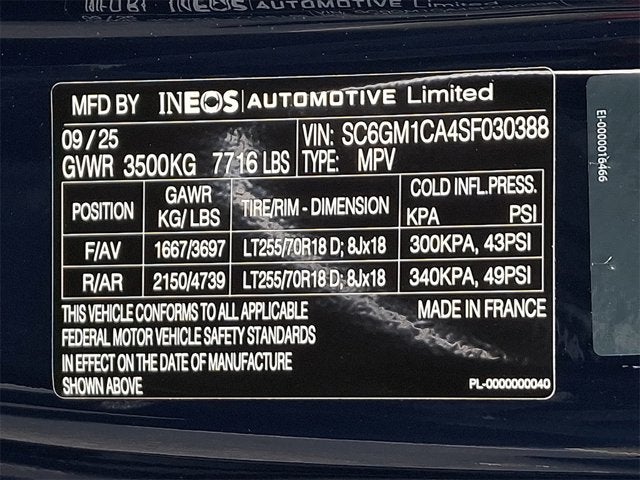 MFD BY INEOS AUTOMOTIVE Limited
09 / 25
GVWR 3500KG 7716 LBS
VIN: SC6GM1CA4SF030388
TYPE: MPV
POSITION GAWR KG/ LBS TIRE/RIM - DIMENSION COLD INFL.PRESS. KPA PSI
F/AV 1667/3697 LT255/70R18 D; 8Jx18 300KPA, 43PSI
R/AR 2150/4739 LT255/70R18 D; 8Jx18 340KPA, 49PSI
THIS VEHICLE CONFORMS TO ALL APPLICABLE
FEDERAL MOTOR VEHICLE SAFETY STANDARDS
IN EFFECT ON THE DATE OF MANUFACTURE
SHOWN ABOVE
MADE IN FRANCE
PL-0000000040
EI-0000016466